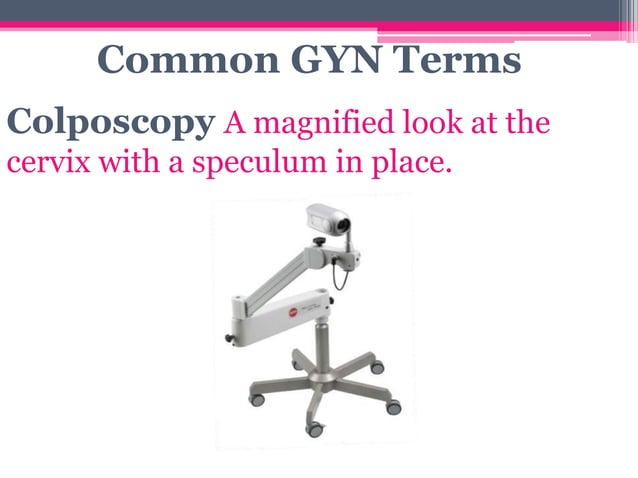 Common GYN Terms
Colposcopy A magnified look at the
cervix with a speculum in place.